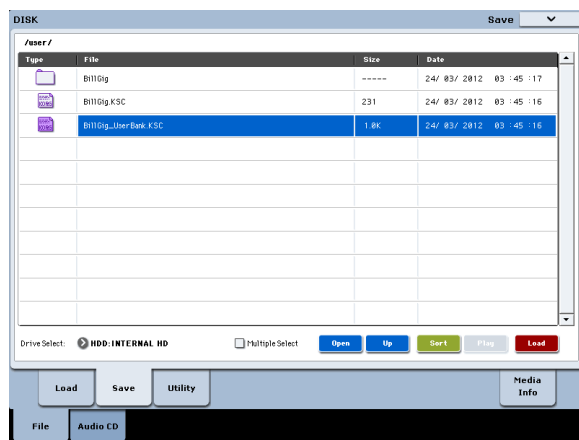 DISK
Save
/user/
Type File Size Date
BillGig ----- 24/ 03/ 2012 03 :45 :17
BillGig.KSC 231 24/ 03/ 2012 03 :45 :16
BillGig_UserBank.KSC 1.0K 24/ 03/ 2012 03 :45 :16
Drive Select: HDD:INTERNAL HD Multiple Select Open Up Sort Play Load
Load Save Utility Media Info
File Audio CD